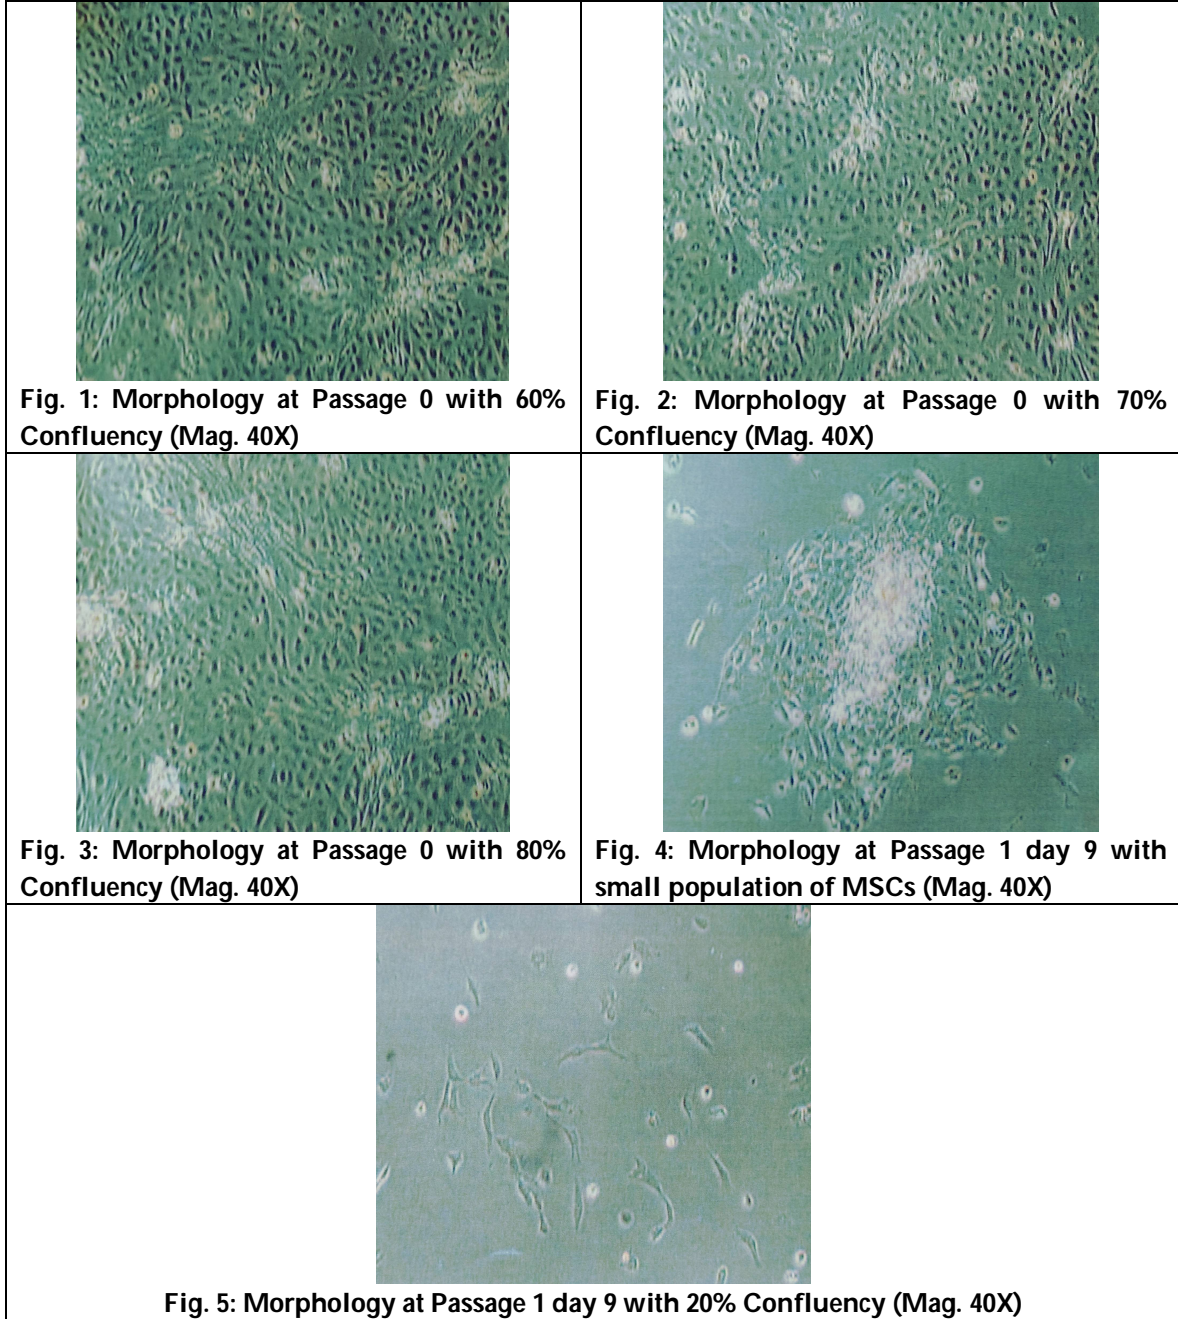 Fig. 1: Morphology at Passage 0 with 60%
Confluency (Mag. 40X)
Fig. 2: Morphology at Passage 0 with 70%
Confluency (Mag. 40X)
Fig. 3: Morphology at Passage 0 with 80%
Confluency (Mag. 40X)
Fig. 4: Morphology at Passage 1 day 9 with
small population of MSCs (Mag. 40X)
Fig. 5: Morphology at Passage 1 day 9 with 20% Confluency (Mag. 40X)